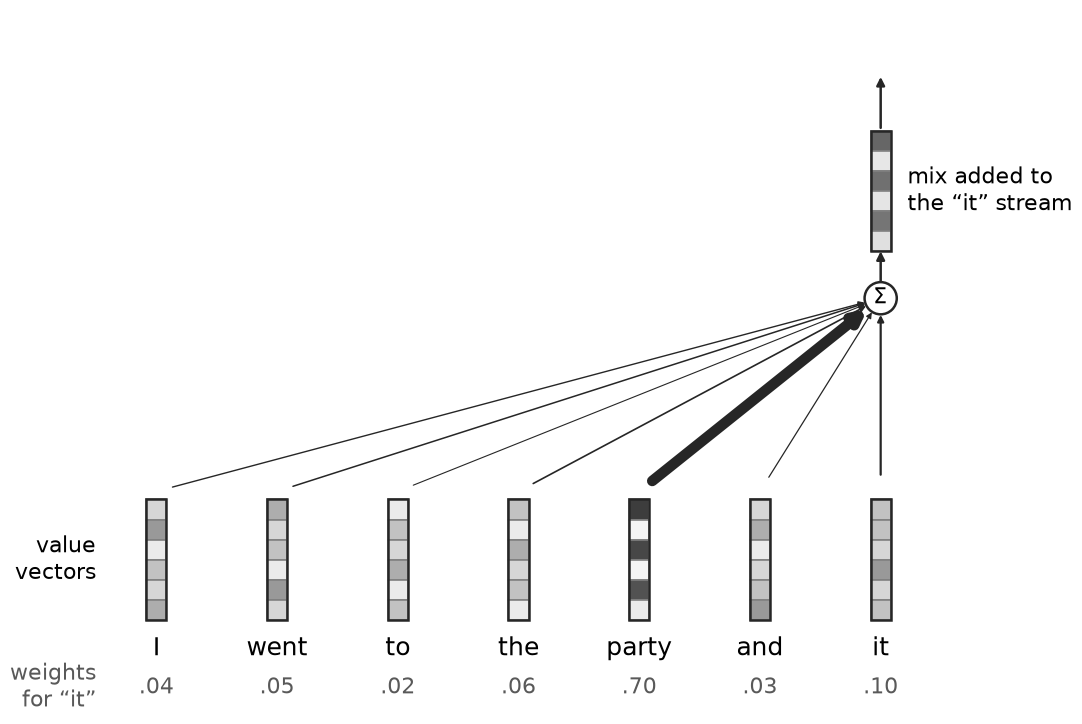 mix added to
the “it” stream
Σ
value
vectors
I went to the party and it
weights
for “it”
.04 .05 .02 .06 .70 .03 .10